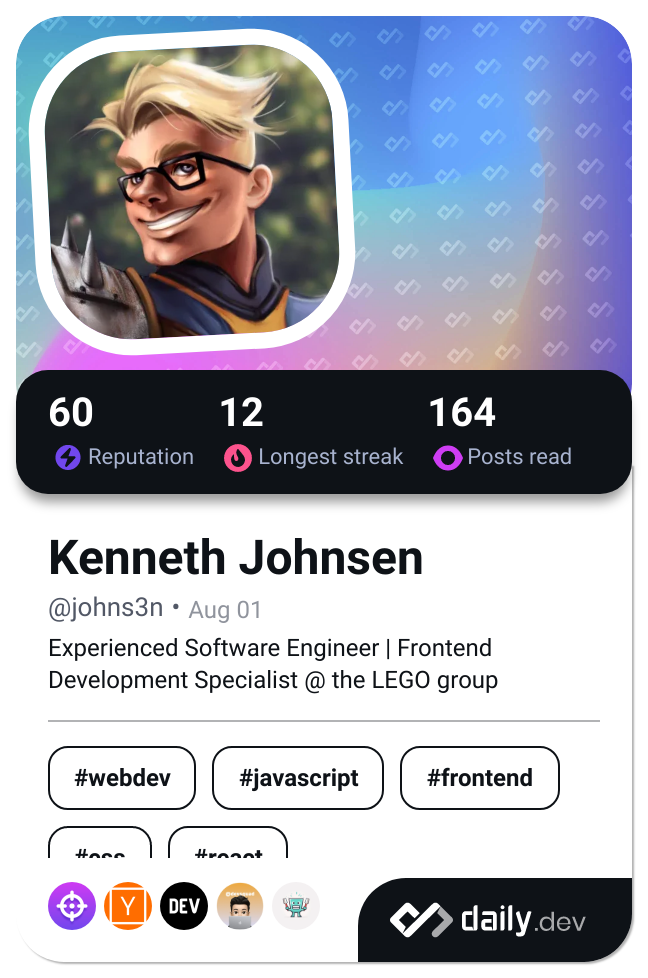 60 12 164
Reputation Longest streak Posts read
Kenneth Johnsen
@johns3n • Aug 01
Experienced Software Engineer | Frontend
Development Specialist @ the LEGO group
#webdev #javascript #frontend
#css #react
Y DEV daily.dev